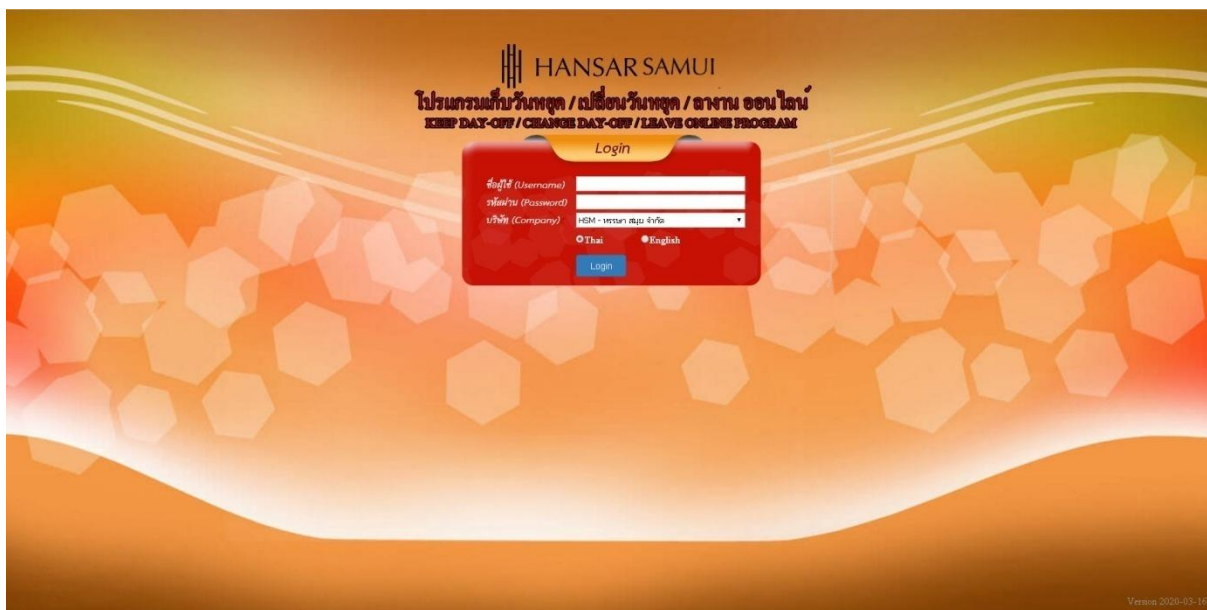 HANSAR SAMUI
โปรแกรมเก็บวันหยุด / เปลี่ยนวันหยุด / ลางาน ออนไลน์
KEEP DAY-OFF / CHANGE DAY-OFF / LEAVE ONLINE PROGRAM
Login
ชื่อผู้ใช้ (Username)
รหัสผ่าน (Password)
บริษัท (Company) HSM - หรรษา สมุย จำกัด
Thai English
Login
Version 2020-03-16